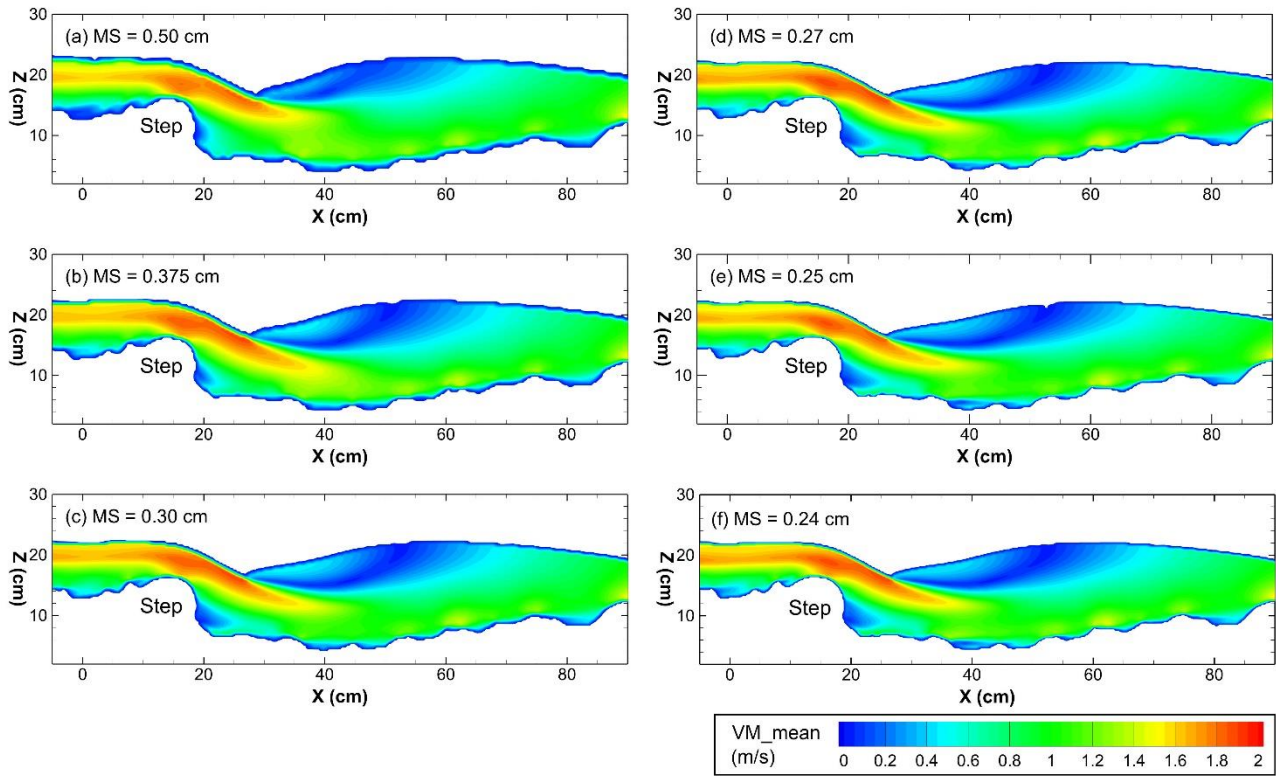 30
(a) MS = 0.50 cm
Z (cm)
20
10
Step
0 20 40 60 80
X (cm)
30
(d) MS = 0.27 cm
Z (cm)
20
10
Step
0 20 40 60 80
X (cm)
30
(b) MS = 0.375 cm
Z (cm)
20
10
Step
0 20 40 60 80
X (cm)
30
(e) MS = 0.25 cm
Z (cm)
20
10
Step
0 20 40 60 80
X (cm)
30
(c) MS = 0.30 cm
Z (cm)
20
10
Step
0 20 40 60 80
X (cm)
30
(f) MS = 0.24 cm
Z (cm)
20
10
Step
0 20 40 60 80
X (cm)
VM_mean
(m/s)
0 0.2 0.4 0.6 0.8 1 1.2 1.4 1.6 1.8 2